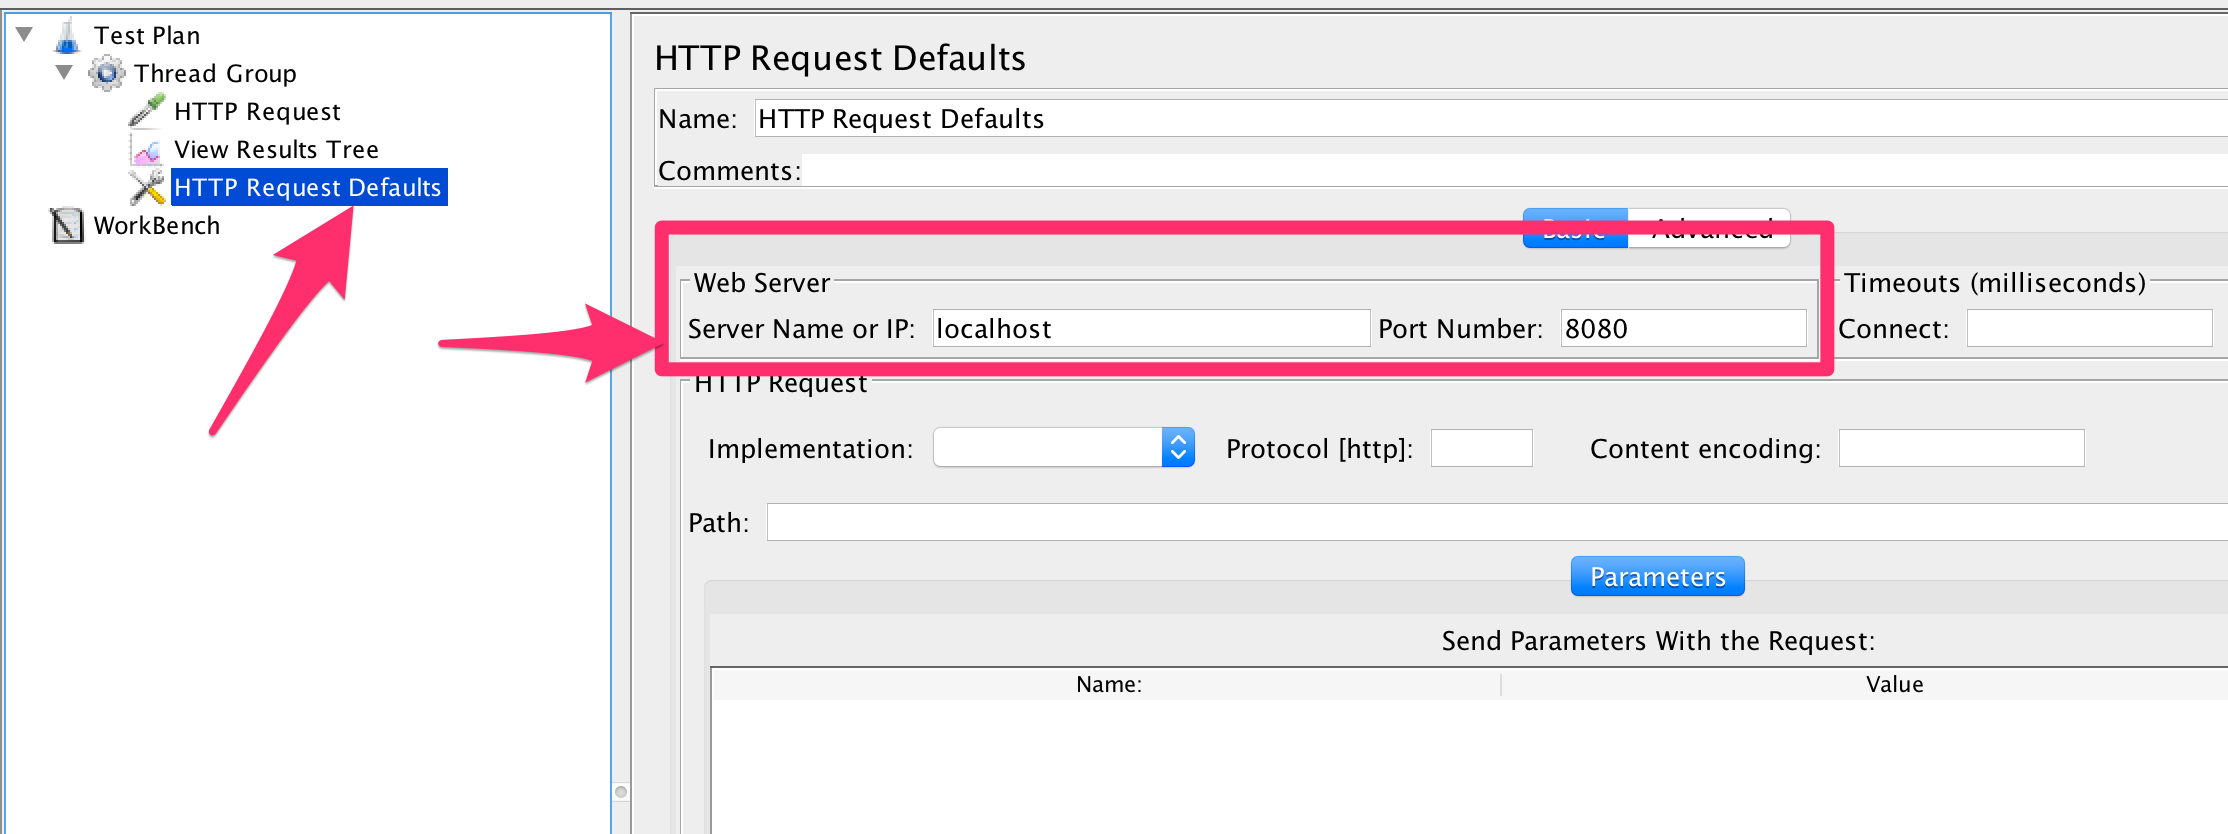 Test Plan
Thread Group
HTTP Request
View Results Tree
HTTP Request Defaults
WorkBench
HTTP Request Defaults
Name: HTTP Request Defaults
Comments:
Basic Advanced
Web Server
Timeouts (milliseconds)
Server Name or IP: localhost Port Number: 8080 Connect:
HTTP Request
Implementation: Protocol [http]: Content encoding:
Path:
Parameters
Send Parameters With the Request:
Name: Value